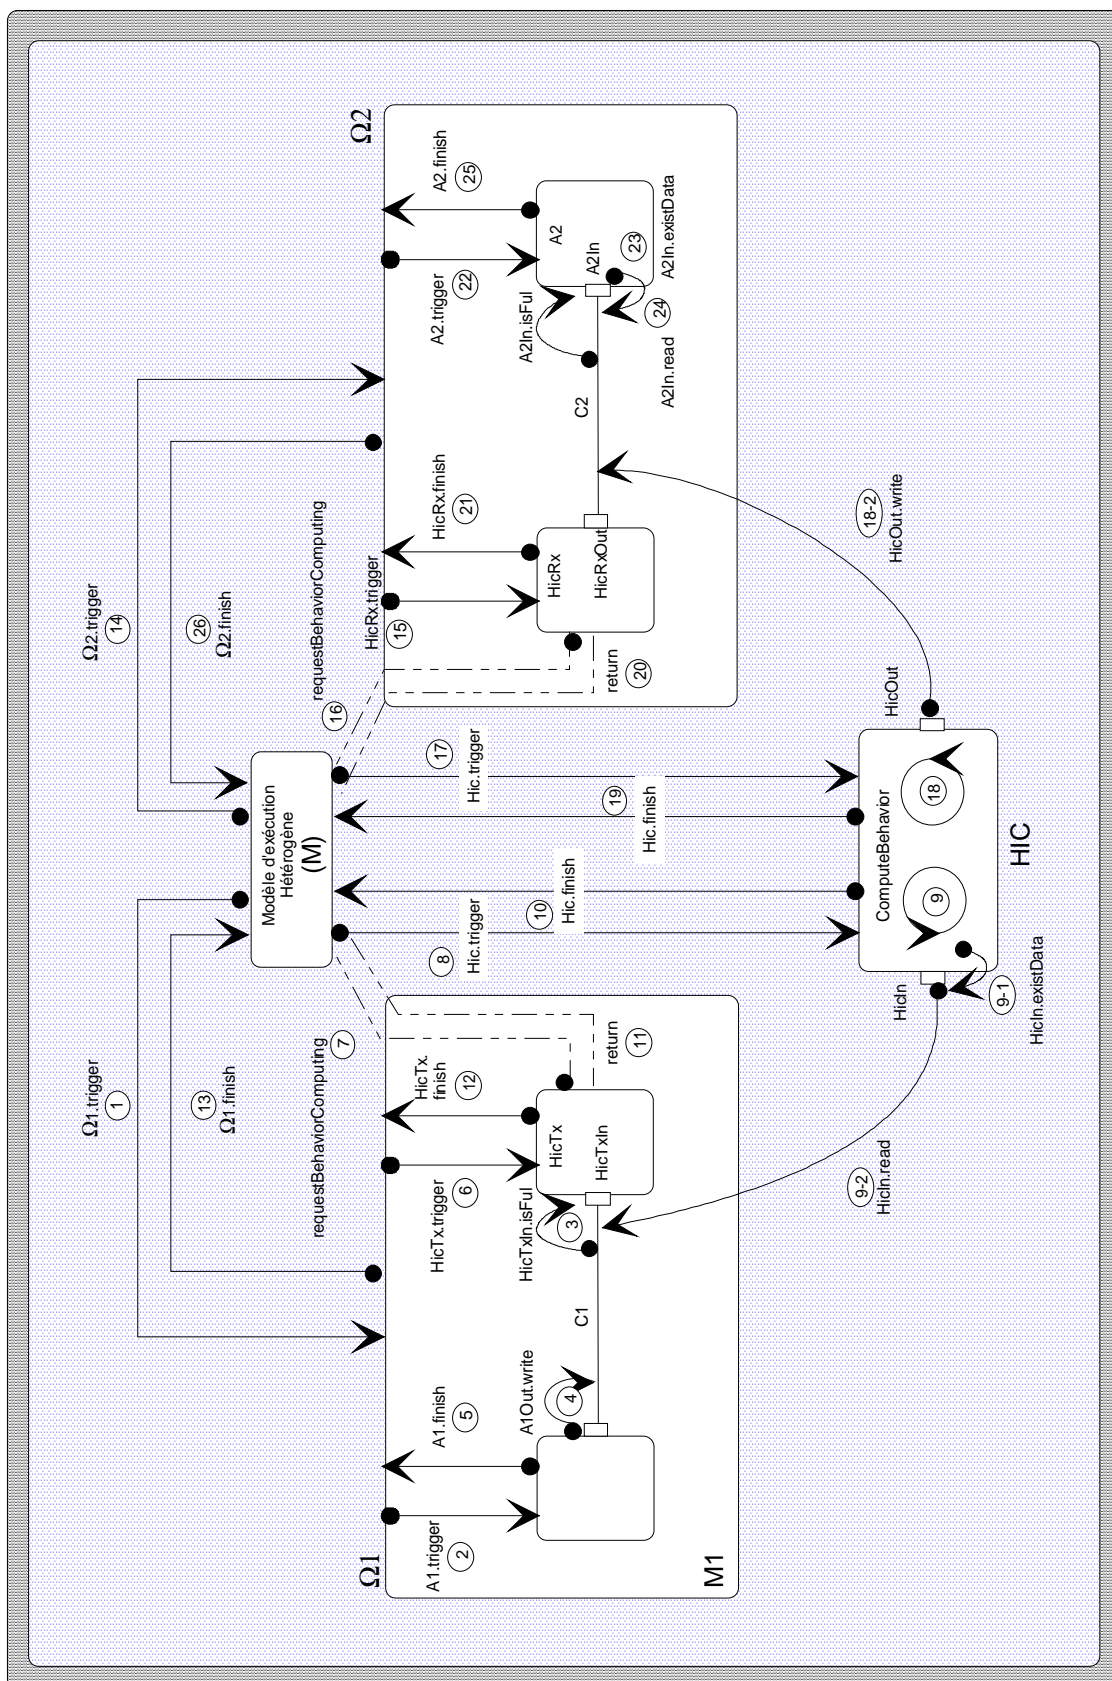 Ω1.trigger
1
13
Ω1.finish
Ω2.trigger
14
26
Ω2.finish
requestBehaviorComputing
7
requestBehaviorComputing
16
Modèle d'exécution
Hétérogène
(M)
Ω1
A1.trigger
2
A1.finish
5
A1Out.write
4
C1
HicTx.trigger
6
HicTxIn.isFul
3
HicTx.
finish
12
HicTx
HicTxIn
return
11
M1
8
Hic.trigger
10
Hic.finish
17
Hic.trigger
19
Hic.finish
Ω2
HicRx.trigger
15
HicRx.finish
21
HicRx
HicRxOut
return
20
C2
A2.trigger
22
A2.finish
25
A2In.isFul
A2
A2In
23
A2In.existData
24
A2In.read
9-2
HicIn.read
HicIn
9-1
HicIn.existData
ComputeBehavior
9
18
HicOut
18-2
HicOut.write
HIC